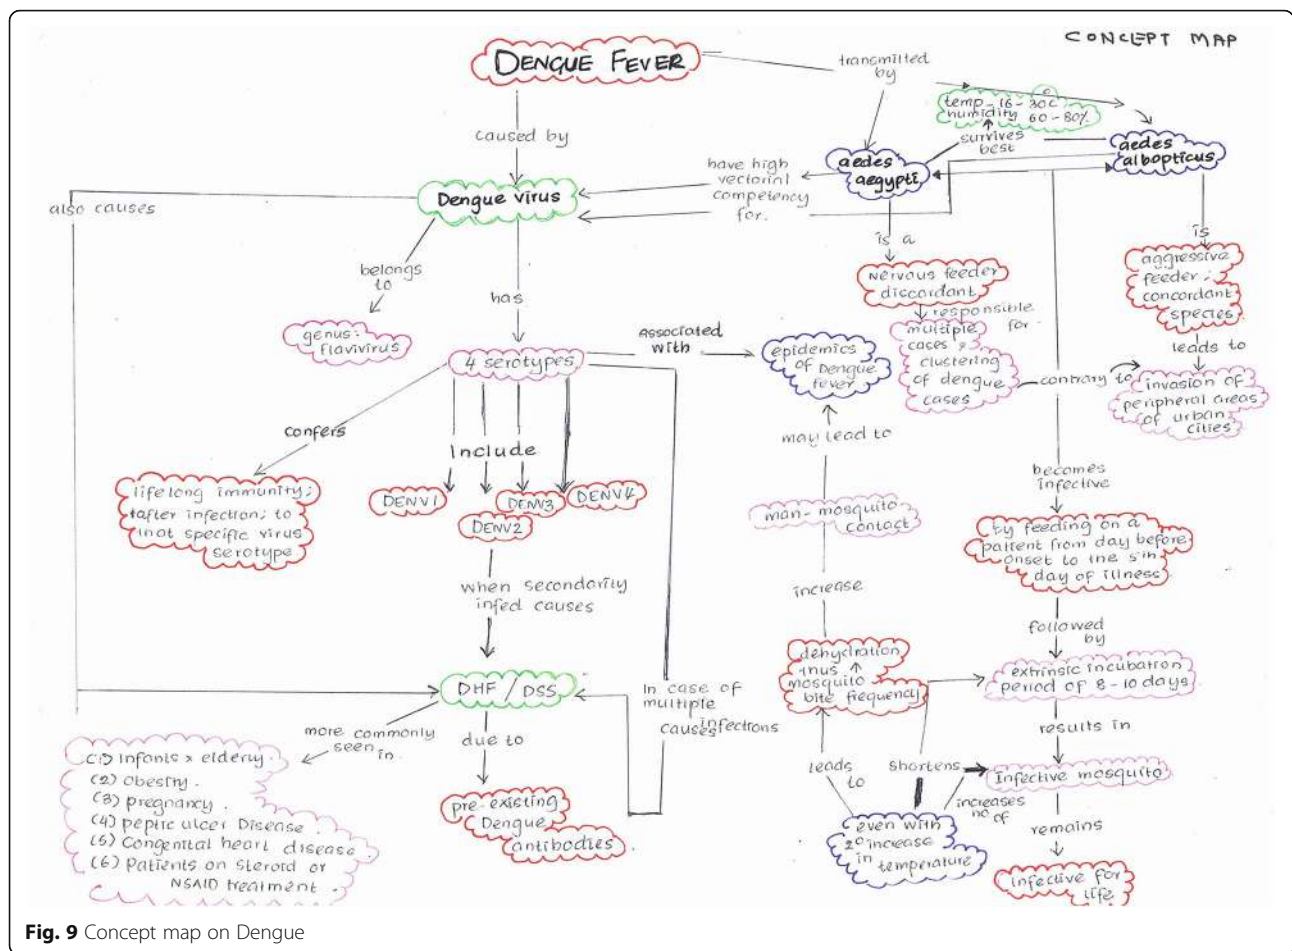 CONCEPT MAP
DENGUE FEVER
transmitted
by
temp - 16 - 30c
humidity 60 - 80%
survives
best
caused by
aedes
aegypti
aedes
albopticus
have high
vectorial
competency
for.
Dengue virus
also causes
belongs
to
genus:
flavivirus
has
is a
nervous feeder
discordant
is
aggressive
feeder;
concordant
species
responsible
for.
multiple
cases &
clustering
of dengue
cases
contrary to
leads to
invasion of
peripheral areas
of urban
cities
4 serotypes
Associated
with
epidemics
of Dengue
fever
confers
Include
lifelong immunity;
after infection; to
that specific virus
serotype
DENV1
DENV2
DENV3
DENV4
may lead to
man-mosquito
contact
increase
becomes
infective
by feeding on a
patient from day before
onset to the 5th
day of illness
followed
by
extrinsic incubation
period of 8-10 days
results in
Infective mosquito
remains
infective for
life
when secondarily
infed causes
DHF/DSS
In case of
multiple
infections
causes
more commonly
seen in.
due to
pre-existing
Dengue
antibodies.
(1) Infants & elderly.
(2) Obesity.
(3) pregnancy.
(4) peptic ulcer Disease.
(5) Congenital heart disease.
(6) Patients on steroid or
NSAID treatment.
dehydration
thus ↑
mosquito
bite frequency
leads
to
shortens
increases
no of
even with
2° increase
in
temperature
Fig. 9 Concept map on Dengue